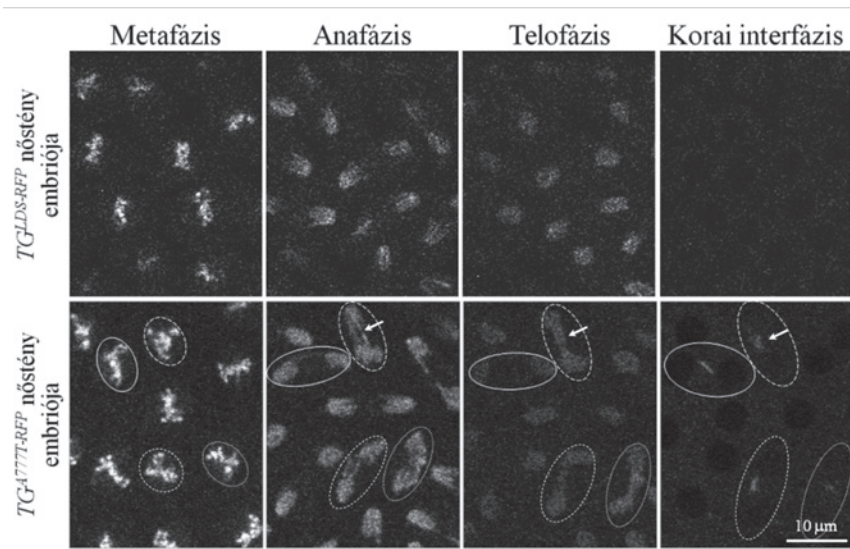 Metafázis Anafázis Telofázis Korai interfázis
TG^LDS-RFP nőstény
embriója
TG^A777T-RFP nőstény
embriója
10 µm